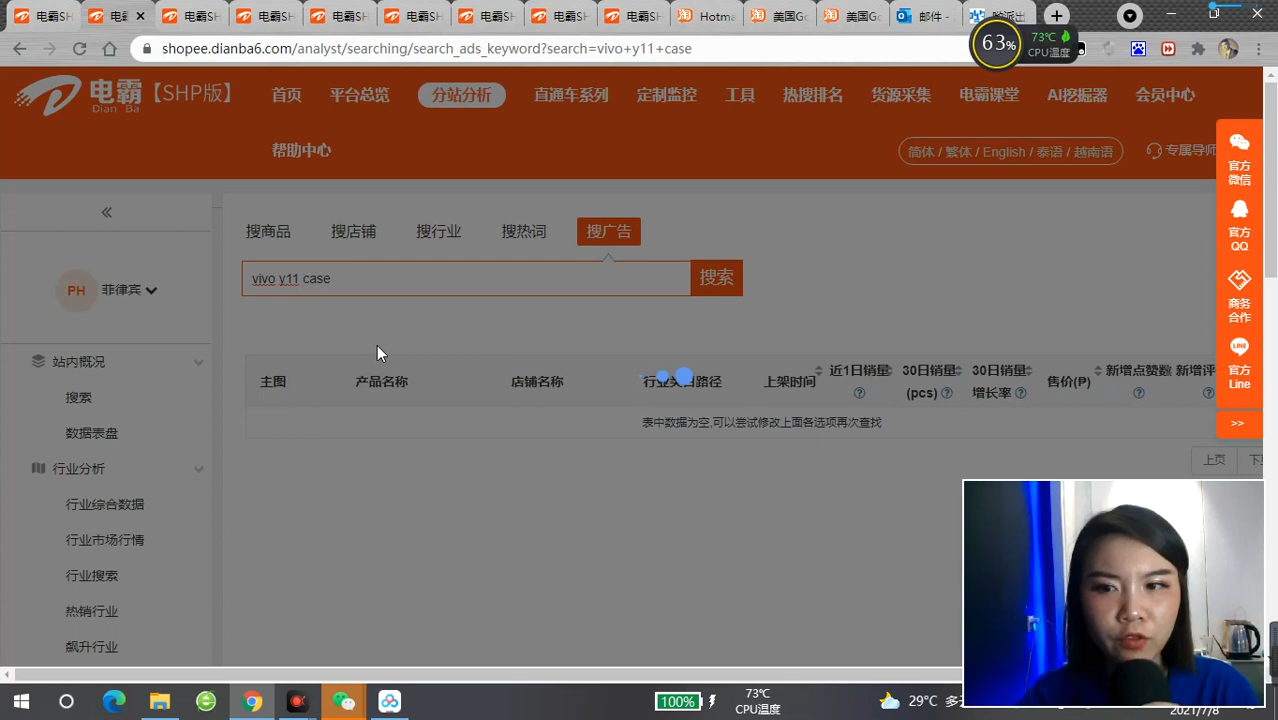 电霸SH
电霸
电霸SH
电霸SH
电霸SH
电霸SH
电霸SH
电霸SH
电霸SH
Hotma
美国Go
美国Go
邮件 -
shopee.dianba6.com/analyst/searching/search_ads_keyword?search=vivo+y11+case
63%
73℃
CPU温度
电霸【SHP版】
Dian Ba
首页
平台总览
分站分析
直通车系列
定制监控
工具
热搜排名
货源采集
电霸课堂
AI挖掘器
会员中心
帮助中心
简体 / 繁体 / English / 泰语 / 越南语
专属导师
官方
微信
官方
QQ
商务
合作
LINE
官方
Line
>>
«
PH 菲律宾
站内概况
搜索
数据表盘
行业分析
行业综合数据
行业市场行情
行业搜索
热销行业
飙升行业
搜商品
搜店铺
搜行业
搜热词
搜广告
vivo y11 case
搜索
主图
产品名称
店铺名称
行业类目路径
上架时间
近1日销量
30日销量
(pcs)
30日销量
增长率
售价(₱)
新增点赞数
新增评
表中数据为空,可以尝试修改上面各选项再次查找
上页
下
100%
73℃
CPU温度
29℃ 多
2021/7/8